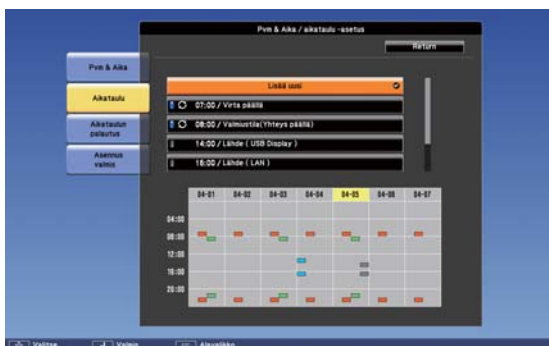 Pvm & Aika / aikataulu -asetus
Return
Pvm & Aika
Aikataulu
Aikataulun
palautus
Asennus
valmis
Lisää uusi
07:00 / Virta päällä
08:00 / Valmiustila(Yhteys päällä)
14:00 / Lähde ( USB Display )
15:00 / Lähde ( LAN )
04-01 04-02 04-03 04-04 04-05 04-06 04-07
04:00
08:00
12:00
16:00
20:00
Valitse Valmis Alavalikko